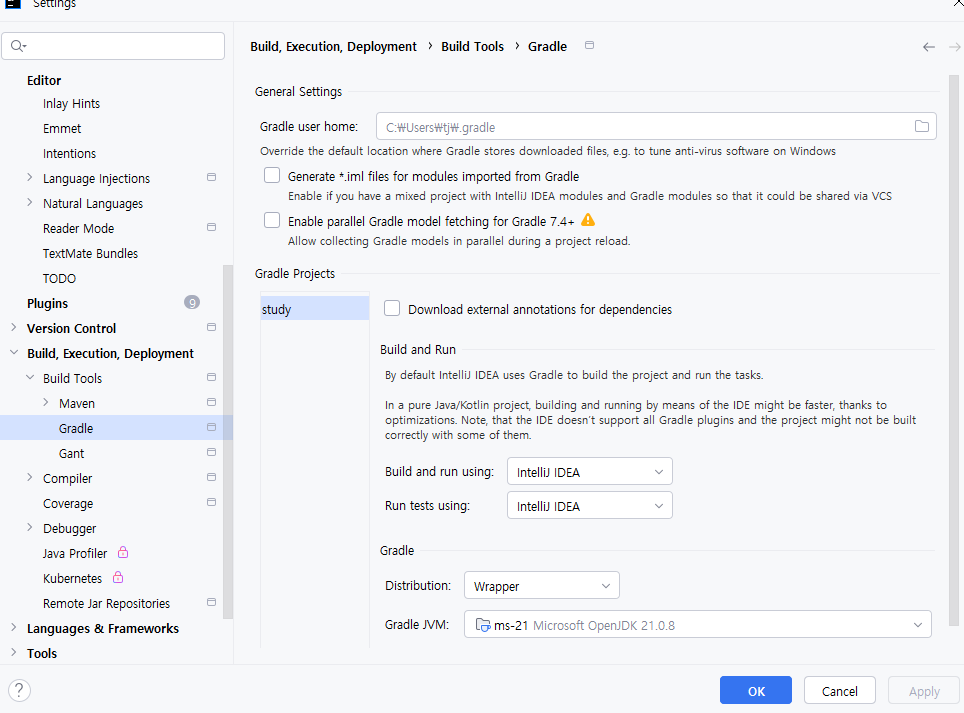 Settings
Build, Execution, Deployment › Build Tools › Gradle
Editor
Inlay Hints
Emmet
Intentions
Language Injections
Natural Languages
Reader Mode
TextMate Bundles
TODO
Plugins 9
Version Control
Build, Execution, Deployment
Build Tools
Maven
Gradle
Gant
Compiler
Coverage
Debugger
Java Profiler
Kubernetes
Remote Jar Repositories
Languages & Frameworks
Tools
General Settings
Gradle user home: C:₩Users₩tj₩.gradle
Override the default location where Gradle stores downloaded files, e.g. to tune anti-virus software on Windows
Generate *.iml files for modules imported from Gradle
Enable if you have a mixed project with IntelliJ IDEA modules and Gradle modules so that it could be shared via VCS
Enable parallel Gradle model fetching for Gradle 7.4+
Allow collecting Gradle models in parallel during a project reload.
Gradle Projects
study
Download external annotations for dependencies
Build and Run
By default IntelliJ IDEA uses Gradle to build the project and run the tasks.
In a pure Java/Kotlin project, building and running by means of the IDE might be faster, thanks to
optimizations. Note, that the IDE doesn't support all Gradle plugins and the project might not be built
correctly with some of them.
Build and run using: IntelliJ IDEA
Run tests using: IntelliJ IDEA
Gradle
Distribution: Wrapper
Gradle JVM: ms-21 Microsoft OpenJDK 21.0.8
?
OK
Cancel
Apply